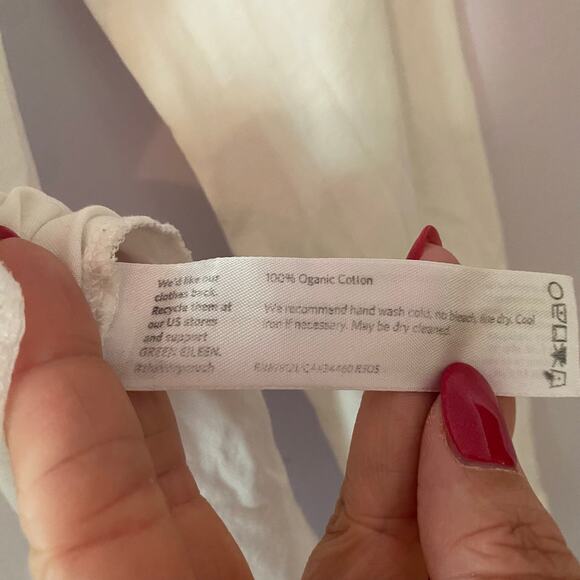 We'd like our
clothes back.
Recycle them at
our US stores
and support
GREEN EILEEN.
100% Oganic Cotton
We recommend hand wash cold, no bleach, line dry. Cool
iron if necessary. May be dry cleaned.